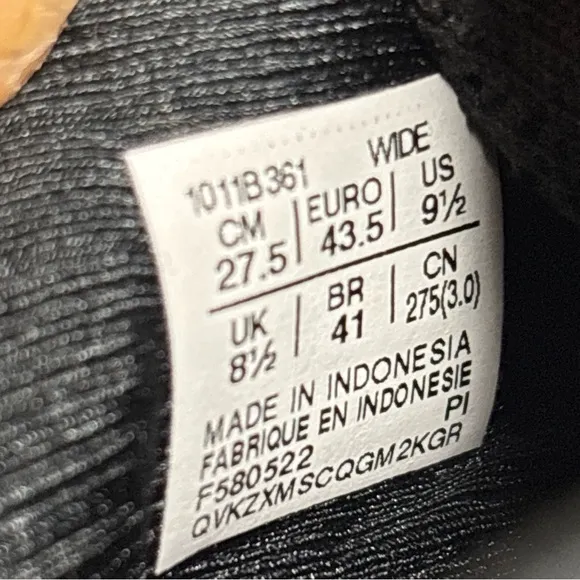 1011B361 WIDE
CM EURO US
27.5 43.5 9½
UK BR CN
8½ 41 275(3.0)
MADE IN INDONESIA
FABRIQUE EN INDONESIE
F580522 PI
QVKZXMSCQGM2KGR